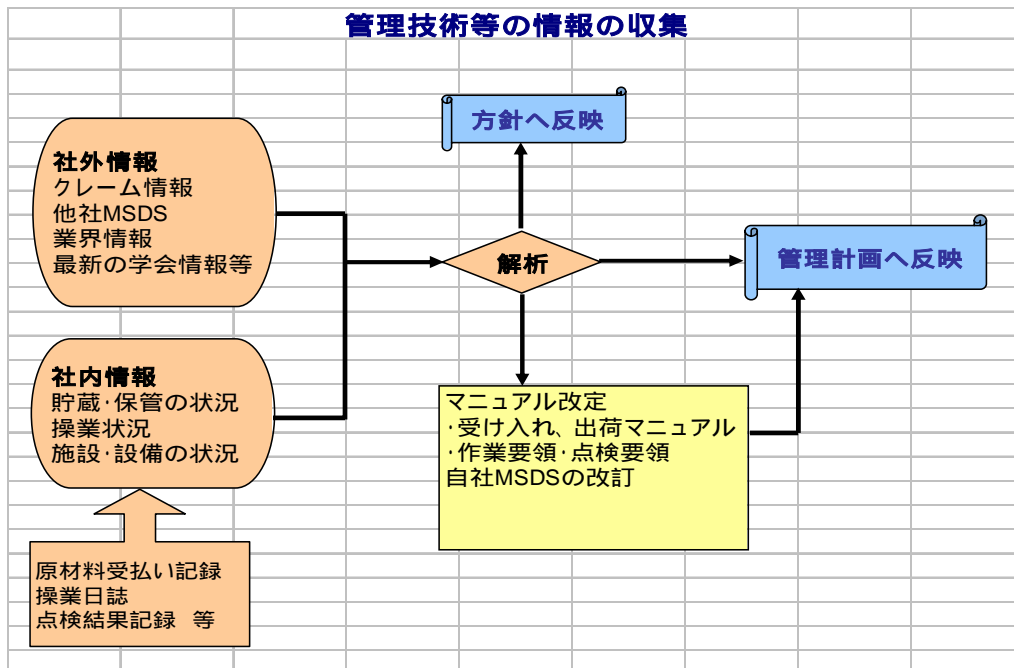 管理技術等の情報の収集
方針へ反映
社外情報
クレーム情報
他社MSDS
業界情報
最新の学会情報等
解析
管理計画へ反映
社内情報
貯蔵･保管の状況
操業状況
施設･設備の状況
マニュアル改定
･受け入れ、出荷マニュアル
･作業要領･点検要領
自社MSDSの改訂
原材料受払い記録
操業日誌
点検結果記録　等